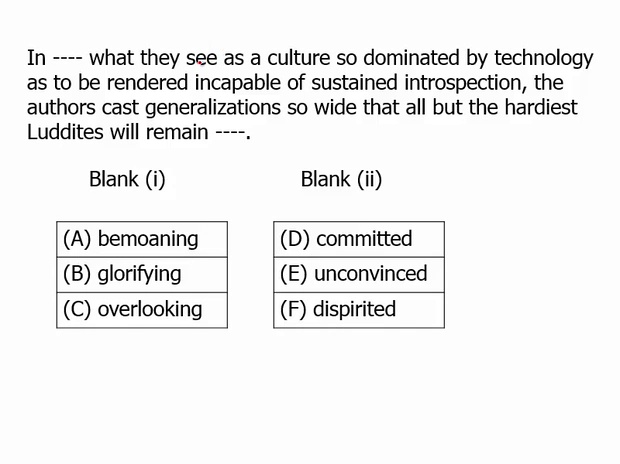 In ---- what they see as a culture so dominated by technology
as to be rendered incapable of sustained introspection, the
authors cast generalizations so wide that all but the hardiest
Luddites will remain ----.
Blank (i) Blank (ii)
(A) bemoaning (D) committed
(B) glorifying (E) unconvinced
(C) overlooking (F) dispirited